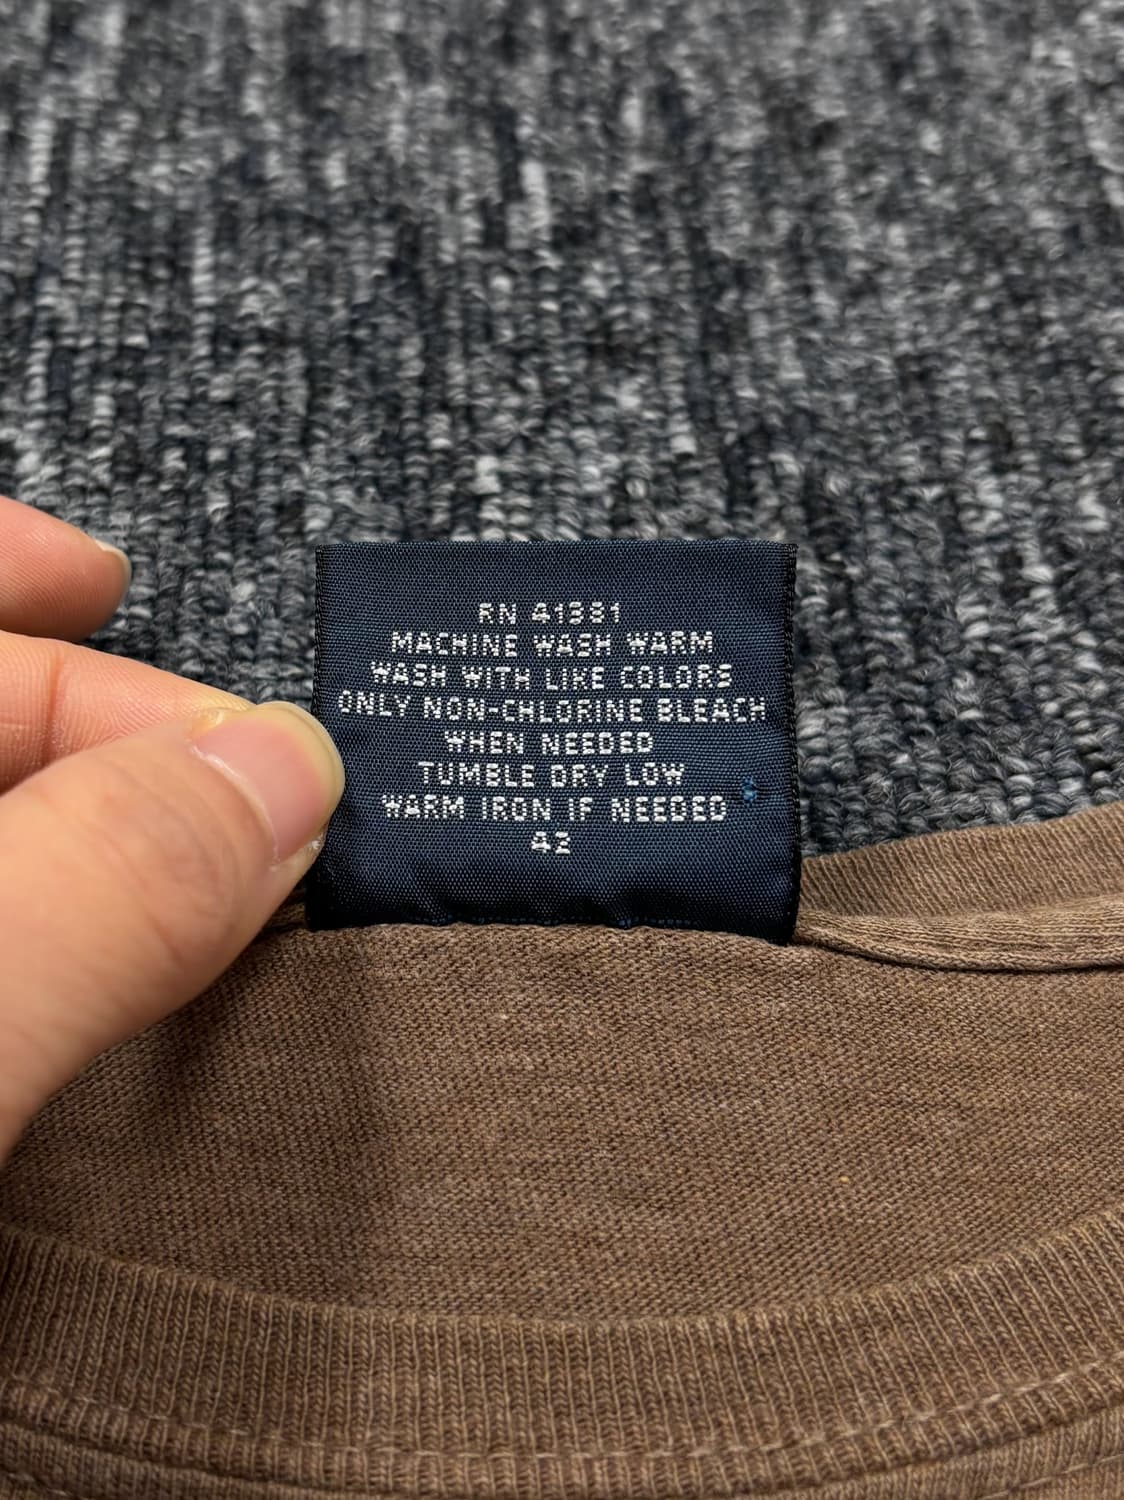 RN 41381
MACHINE WASH WARM
WASH WITH LIKE COLORS
ONLY NON-CHLORINE BLEACH
WHEN NEEDED
TUMBLE DRY LOW
WARM IRON IF NEEDED
42